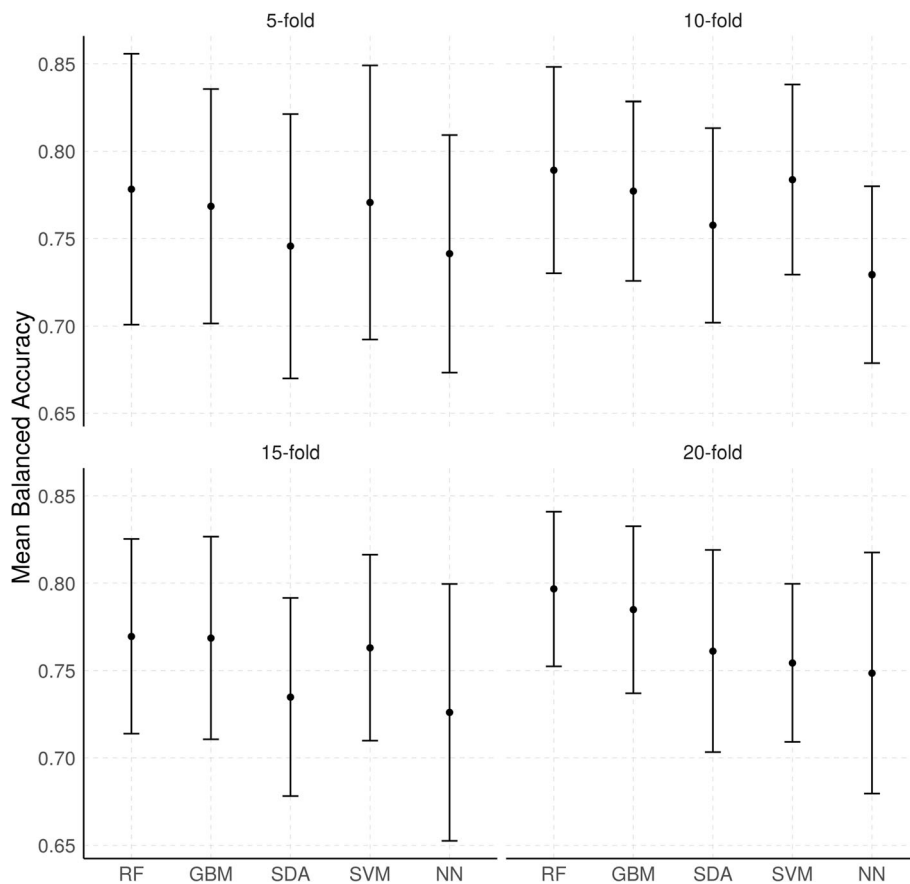 5-fold
10-fold
0.85
0.80
0.75
0.70
0.65
Mean Balanced Accuracy
15-fold
20-fold
0.85
0.80
0.75
0.70
0.65
RF GBM SDA SVM NN
RF GBM SDA SVM NN